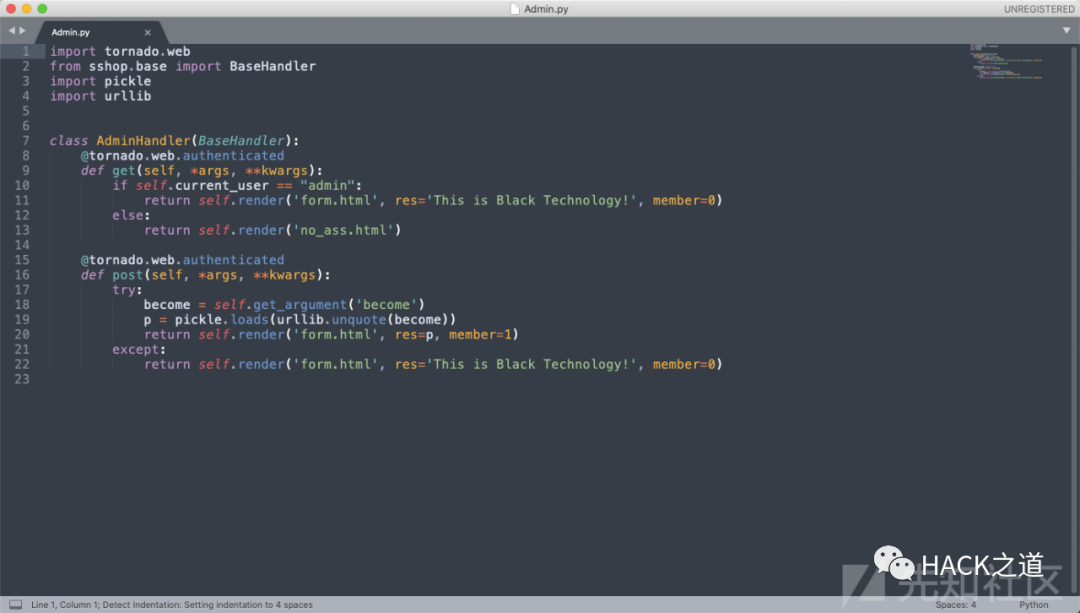 Admin.py
UNREGISTERED
Admin.py ×
1 import tornado.web
2 from sshop.base import BaseHandler
3 import pickle
4 import urllib
5
6
7 class AdminHandler(BaseHandler):
8     @tornado.web.authenticated
9     def get(self, *args, **kwargs):
10         if self.current_user == "admin":
11             return self.render('form.html', res='This is Black Technology!', member=0)
12         else:
13             return self.render('no_ass.html')
14
15     @tornado.web.authenticated
16     def post(self, *args, **kwargs):
17         try:
18             become = self.get_argument('become')
19             p = pickle.loads(urllib.unquote(become))
20             return self.render('form.html', res=p, member=1)
21         except:
22             return self.render('form.html', res='This is Black Technology!', member=0)
23
HACK之道
先知社区
Line 1, Column 1; Detect Indentation: Setting indentation to 4 spaces
Spaces: 4
Python